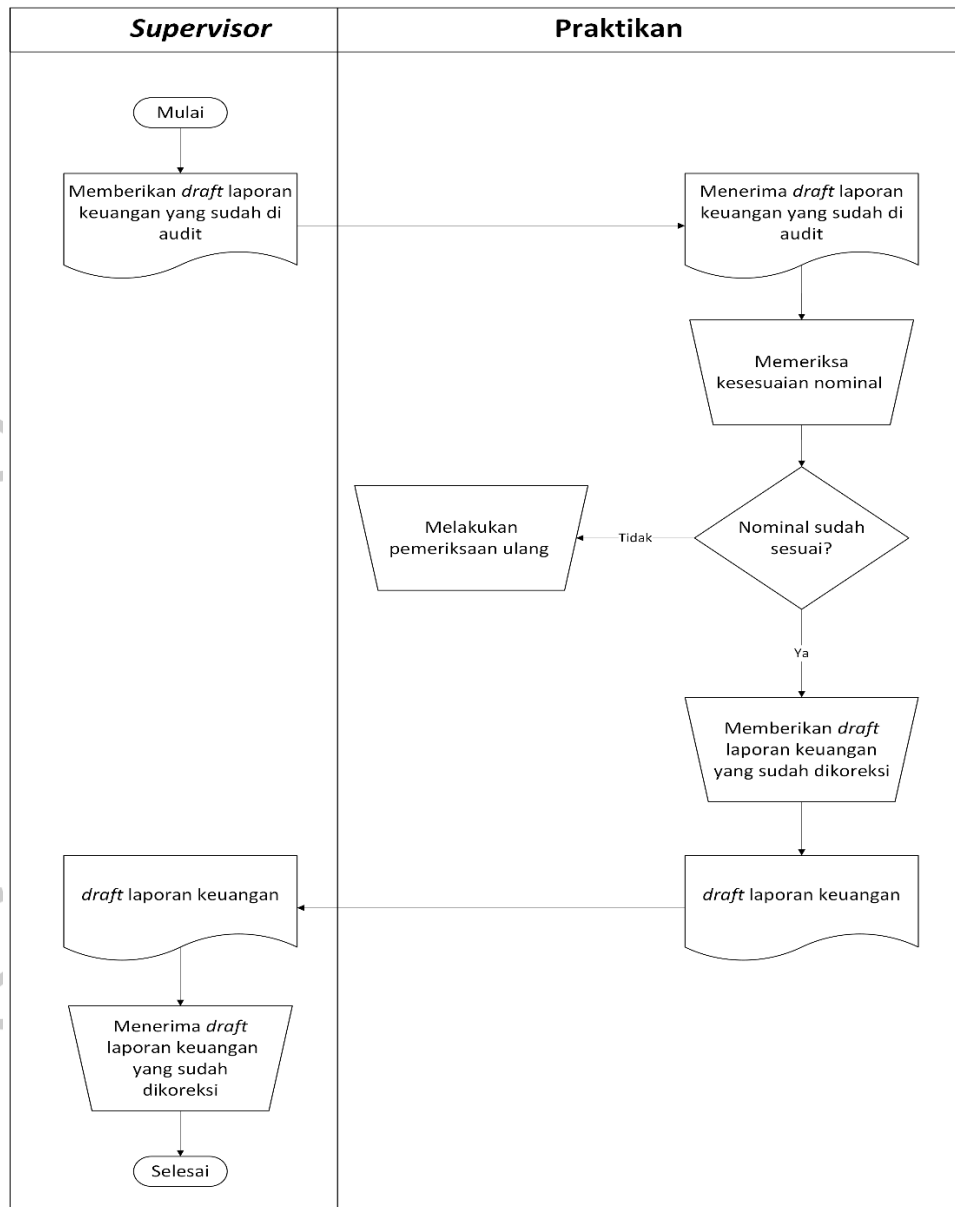 Supervisor
Praktikan
Mulai
Memberikan draft laporan
keuangan yang sudah di
audit
Menerima draft laporan
keuangan yang sudah di
audit
Memeriksa
kesesuaian nominal
Nominal sudah
sesuai?
Tidak
Melakukan
pemeriksaan ulang
Ya
Memberikan draft
laporan keuangan
yang sudah dikoreksi
draft laporan keuangan
draft laporan keuangan
Menerima draft
laporan keuangan
yang sudah
dikoreksi
Selesai